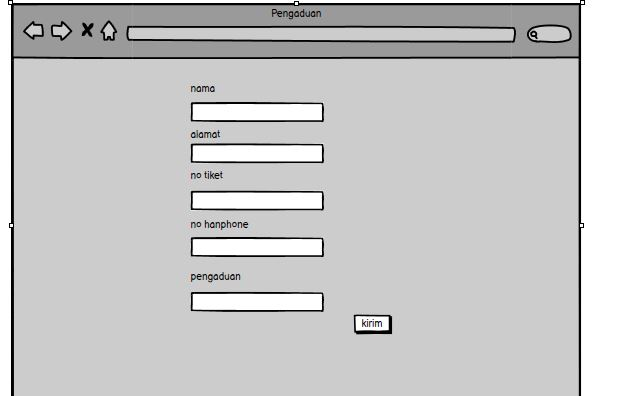 Pengaduan
nama
alamat
no tiket
no hanphone
pengaduan
kirim